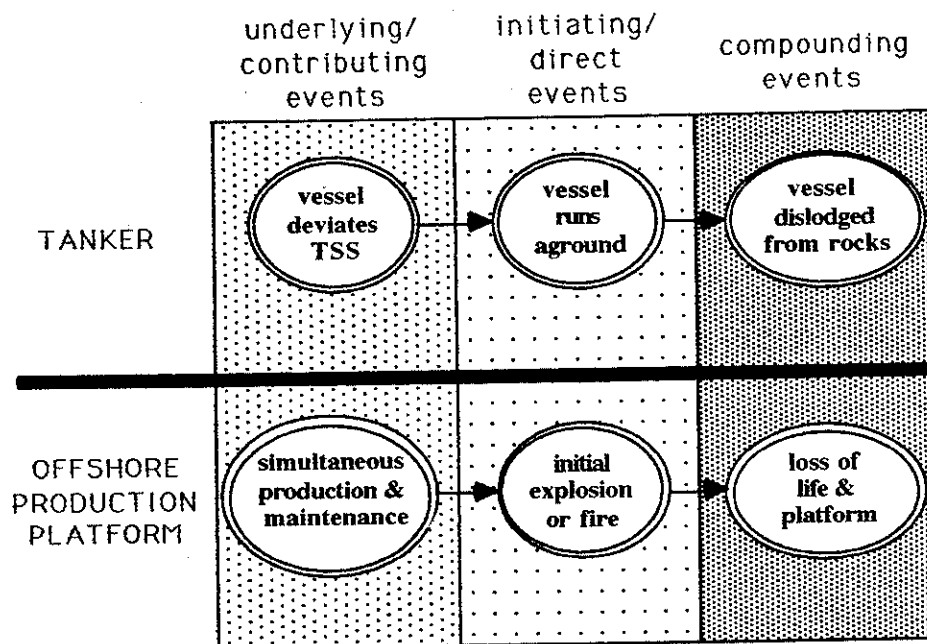 underlying/
contributing
events
initiating/
direct
events
compounding
events
TANKER
vessel
deviates
TSS
vessel
runs
aground
vessel
dislodged
from rocks
OFFSHORE
PRODUCTION
PLATFORM
simultaneous
production &
maintenance
initial
explosion
or fire
loss of
life &
platform